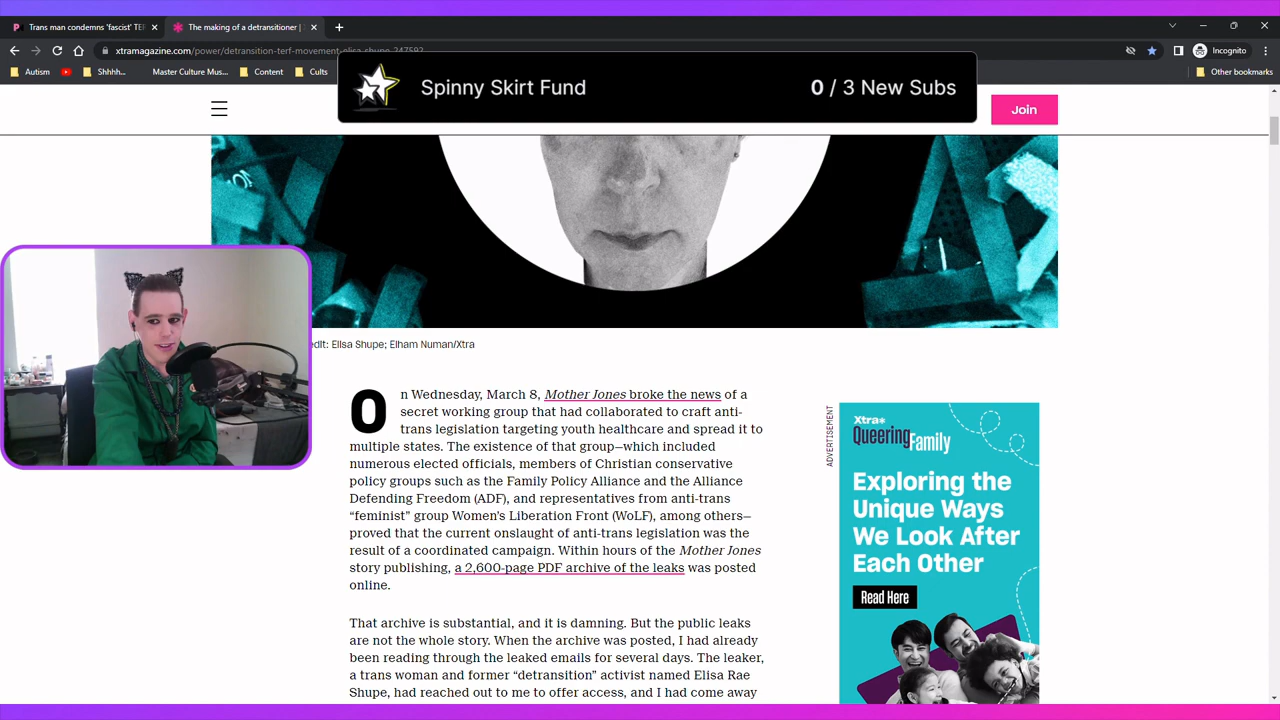 Trans man condemns 'fascist' TEF
The making of a detransitioner |
xtramagazine.com/power/detransition-terf-movement-elisa-shupe-247592
Incognito
Autism
Shhhh...
Master Culture Mus...
Content
Cults
Other bookmarks
Spinny Skirt Fund
0 / 3 New Subs
Join
edit: Elisa Shupe; Elham Numan/Xtra
On Wednesday, March 8, Mother Jones broke the news of a
secret working group that had collaborated to craft anti-
trans legislation targeting youth healthcare and spread it to
multiple states. The existence of that group—which included
numerous elected officials, members of Christian conservative
policy groups such as the Family Policy Alliance and the Alliance
Defending Freedom (ADF), and representatives from anti-trans
“feminist” group Women's Liberation Front (WoLF), among others—
proved that the current onslaught of anti-trans legislation was the
result of a coordinated campaign. Within hours of the Mother Jones
story publishing, a 2,600-page PDF archive of the leaks was posted
online.
That archive is substantial, and it is damning. But the public leaks
are not the whole story. When the archive was posted, I had already
been reading through the leaked emails for several days. The leaker,
a trans woman and former “detransition” activist named Elisa Rae
Shupe, had reached out to me to offer access, and I had come away
ADVERTISEMENT
Xtra*
QueeringFamily
Exploring the
Unique Ways
We Look After
Each Other
Read Here